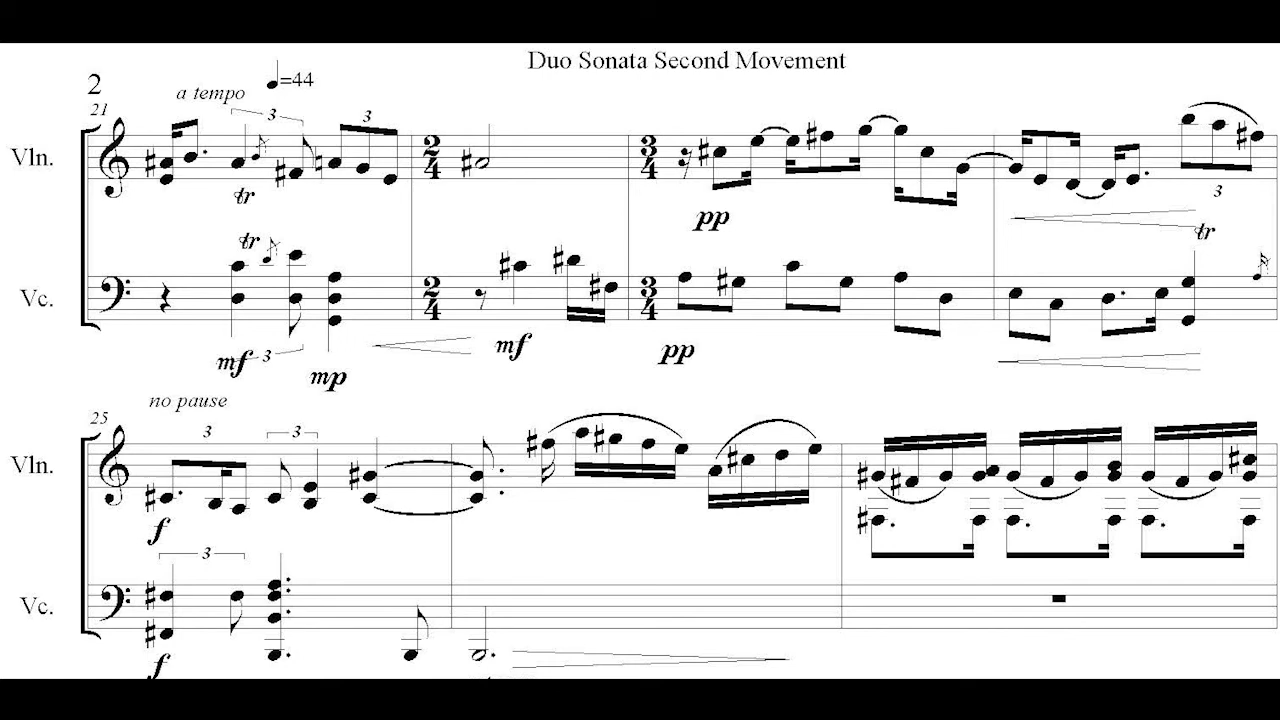 Duo Sonata Second Movement
2
♩=44
a tempo
21
3
3
Vln.
2
4
3
4
tr
pp
3
tr
tr
Vc.
2
4
3
4
mf
3
mp
mf
pp
no pause
25
3
3
Vln.
f
3
Vc.
f